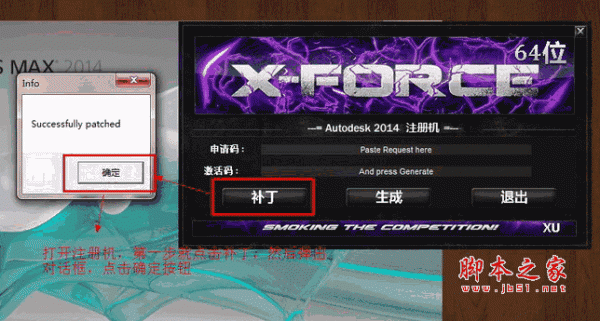 S MAX 2014
Info
Successfully patched
确定
64位
X-FORCE
Autodesk 2014 注册机
申请码：
Paste Request here
激活码：
And press Generate
补丁
生成
退出
SMOKING THE COMPETITION!
XU
打开注册机，第一步就点击补丁，然后弹出
对话框，点击确定按钮
脚本之家
www.jb51.net